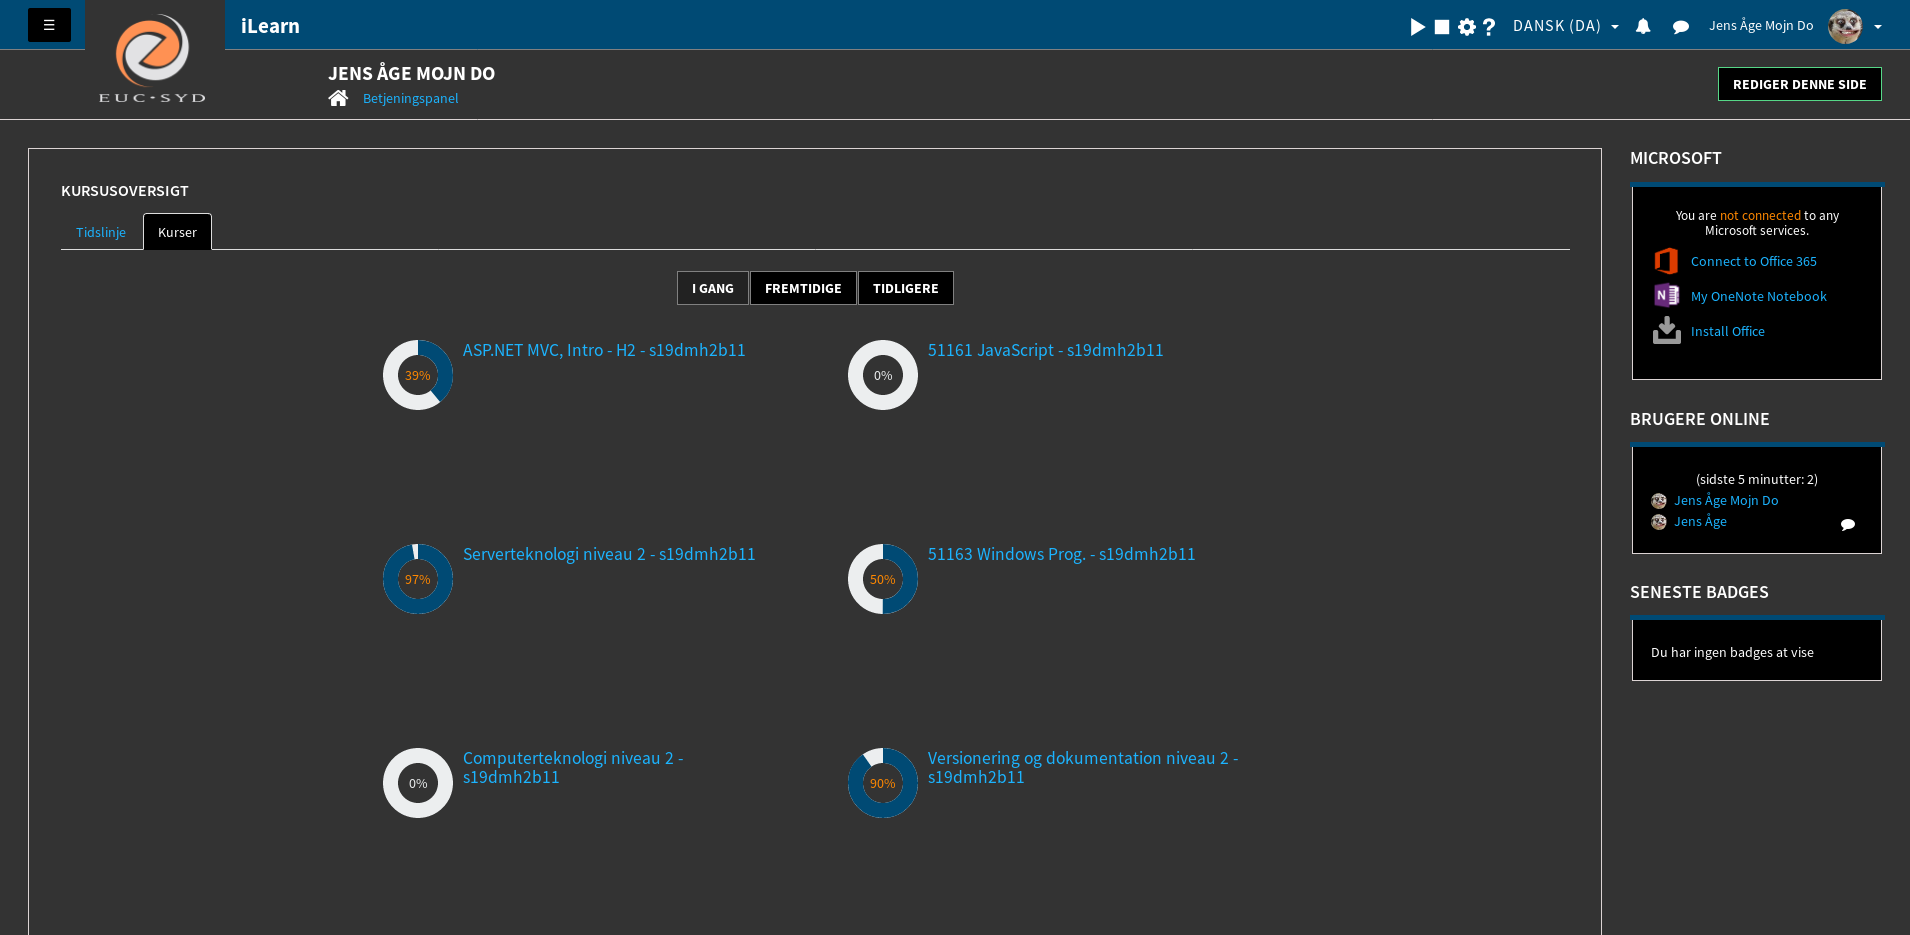 ☰
EUC•SYD
iLearn
DANSK (DA)
Jens Åge Mojn Do
JENS ÅGE MOJN DO
Betjeningspanel
REDIGER DENNE SIDE
KURSUSOVERSIGT
Tidslinje
Kurser
I GANG
FREMTIDIGE
TIDLIGERE
39%
ASP.NET MVC, Intro - H2 - s19dmh2b11
0%
51161 JavaScript - s19dmh2b11
97%
Serverteknologi niveau 2 - s19dmh2b11
50%
51163 Windows Prog. - s19dmh2b11
0%
Computerteknologi niveau 2 -
s19dmh2b11
90%
Versionering og dokumentation niveau 2 -
s19dmh2b11
MICROSOFT
You are not connected to any
Microsoft services.
Connect to Office 365
N
My OneNote Notebook
Install Office
BRUGERE ONLINE
(sidste 5 minutter: 2)
Jens Åge Mojn Do
Jens Åge
SENESTE BADGES
Du har ingen badges at vise